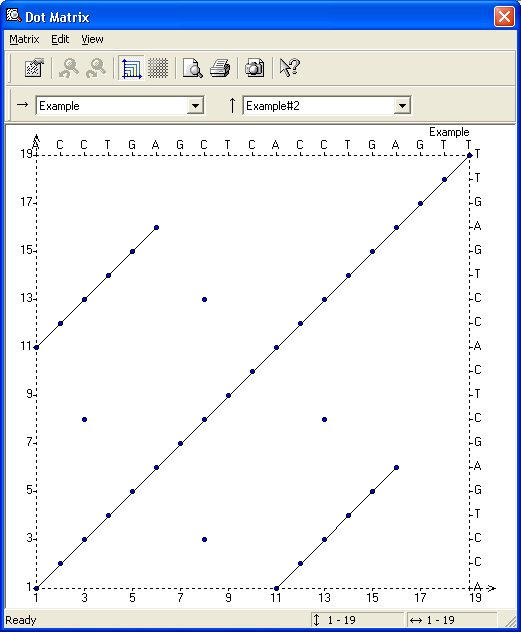 Dot Matrix
Matrix Edit View
Example Example#2
Example
A C C T G A G C T C A C C T G A G T T
19 T
T
17 G
A
15 G
T
13 C
C
11 A
C
9 T
C
7 G
A
5 G
T
3 C
C
1 A
1 3 5 7 9 11 13 15 17 19
Ready 1 - 19 1 - 19